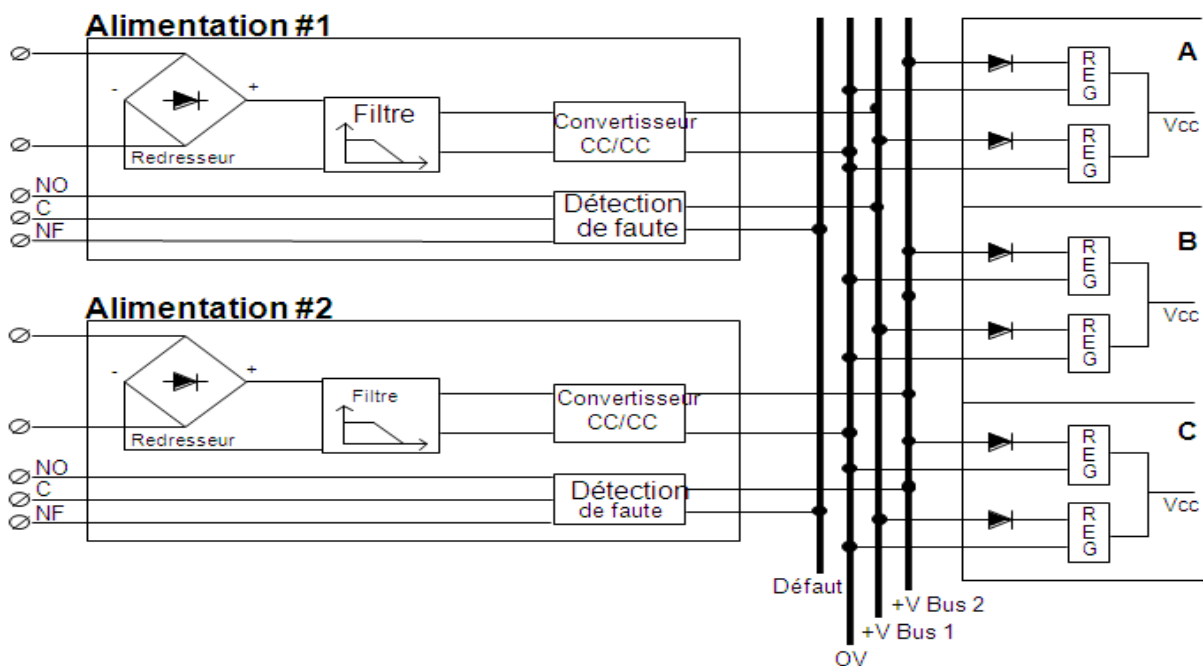 Alimentation #1
- +
Redresseur
Filtre
Convertisseur
CC/CC
NO
C
NF
Détection
de faute
Alimentation #2
- +
Redresseur
Filtre
Convertisseur
CC/CC
NO
C
NF
Détection
de faute
Défaut
OV
+V Bus 1
+V Bus 2
A
REG
REG
Vcc
B
REG
REG
Vcc
C
REG
REG
Vcc